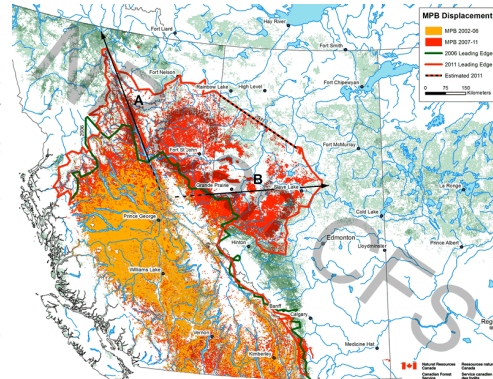 MPB Displacement
MPB 2002-06
MPB 2007-11
2006 Leading Edge
2011 Leading Edge
Estimated 2011
0 75 150
Kilometers
Hay River
Fort Liard
Fort Smith
Fort Nelson
Rainbow Lake
High Level
Fort Chipewyan
A
2006
Fort McMurray
Fort St.John
B
Grande Prairie
Slave Lake
La Ronge
Cold Lake
Prince George
Edmonton
Hinton
Lloydminster
Prince Albert
Williams Lake
Banff
Calgary
Vernon
Medicine Hat
Kimberley
CFS
Natural Resources
Canada
Ressources natu
Canada
Canadian Forest
Service
Service canadien
des forêts